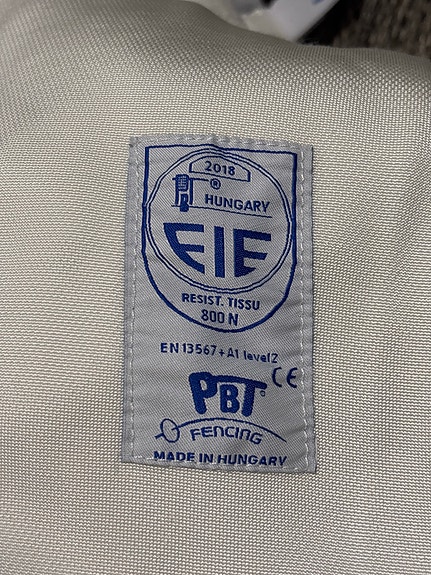 2018
®
HUNGARY
FIE
RESIST. TISSU
800 N
EN 13567+A1 level2
CE
PBT
FENCING
MADE IN HUNGARY